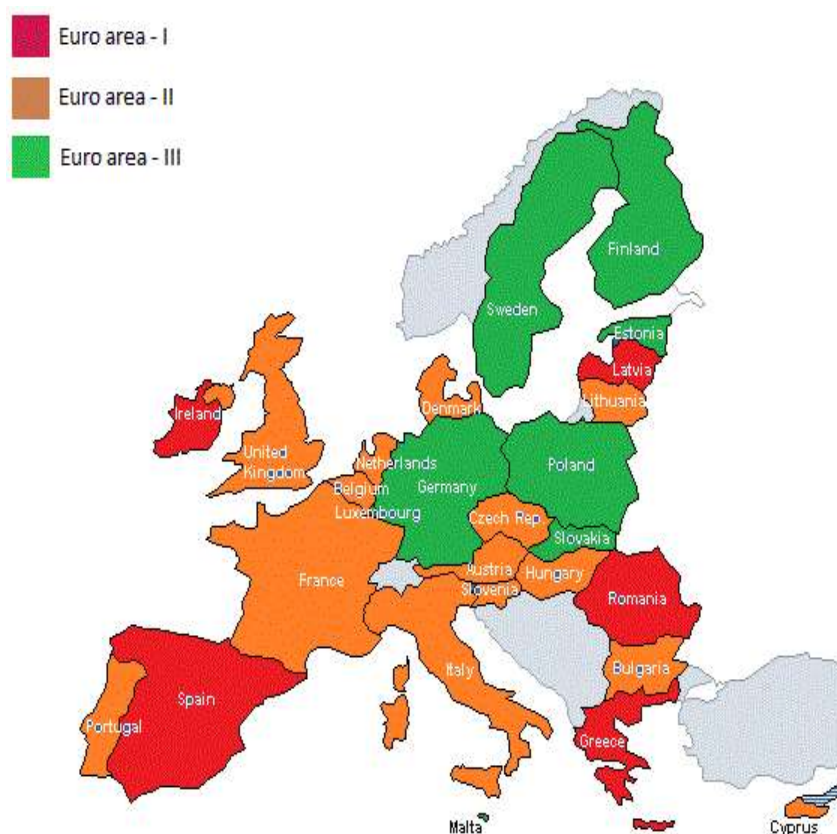 Euro area - I
Euro area - II
Euro area - III
Finland
Sweden
Estonia
Latvia
Lithuania
Denmark
Ireland
United
Kingdom
Netherlands
Belgium
Germany
Luxembourg
Poland
Czech Rep
Slovakia
France
Austria
Hungary
Slovenia
Romania
Italy
Bulgaria
Spain
Portugal
Greece
Malta
Cyprus